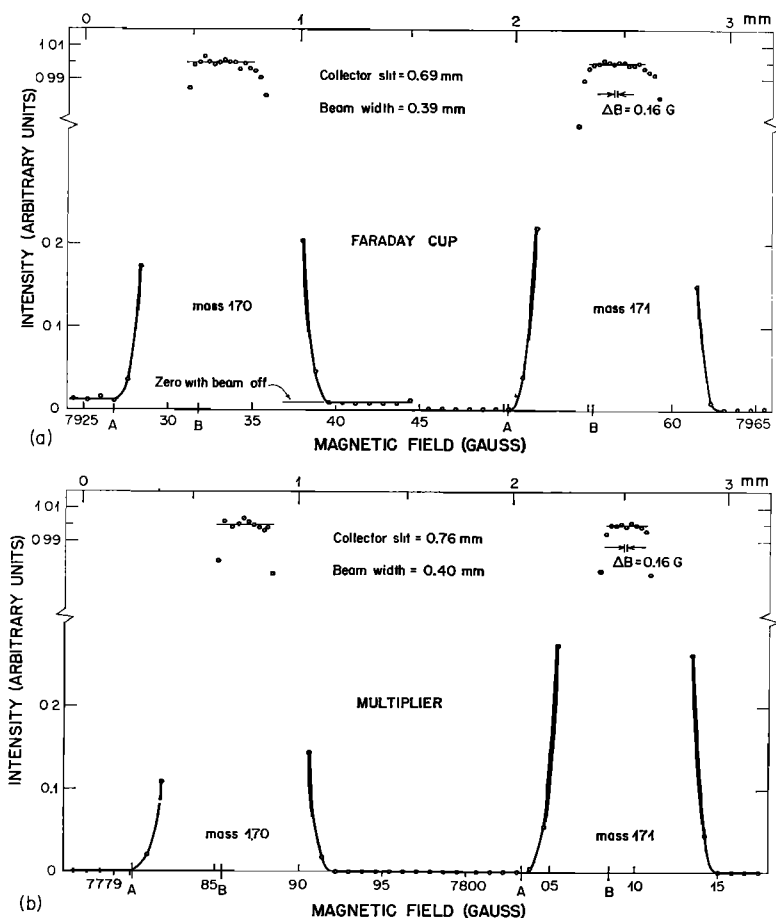 0 1 2 3 mm
1 01
0 99
Collector slit = 0.69 mm
Beam width = 0.39 mm
ΔB = 0.16 G
INTENSITY (ARBITRARY UNITS)
FARADAY CUP
0.2
mass 170
mass 171
0.1
Zero with beam off
0
7925 A 30 B 35 40 45 A B 60 7965
(a)
MAGNETIC FIELD (GAUSS)
0 1 2 3 mm
1.01
0.99
Collector slit = 0.76 mm
Beam width = 0.40 mm
ΔB = 0.16 G
INTENSITY (ARBITRARY UNITS)
MULTIPLIER
0.2
0.1
mass 170
mass 171
0
7779 A 85 B 90 95 7800 A 05 B 10 15
(b)
MAGNETIC FIELD (GAUSS)